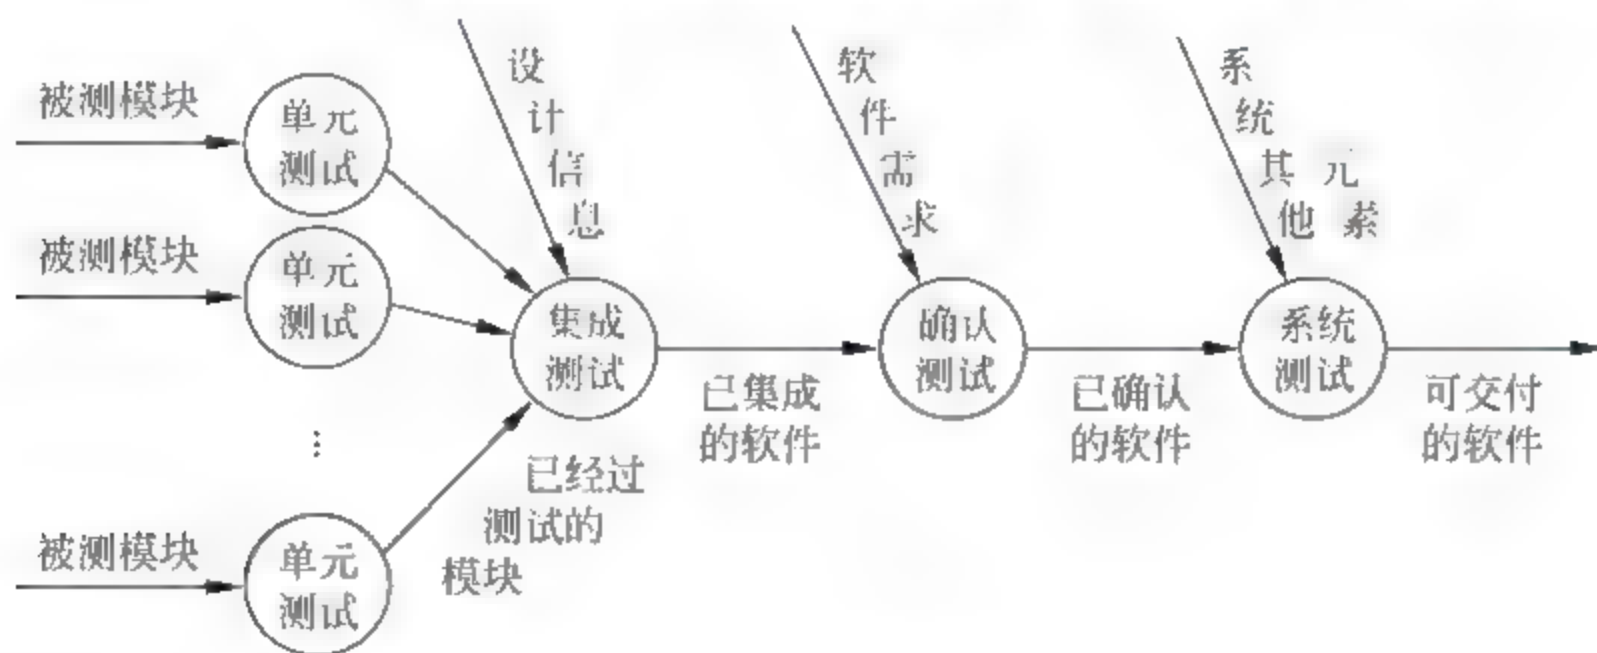 被测模块
单元
测试
被测模块
单元
测试
⋮
被测模块
单元
测试
设计信息
已经过
测试的
模块
集成
测试
已集成
的软件
软件需求
确认
测试
已确认
的软件
系统其他元素
系统
测试
可交付
的软件